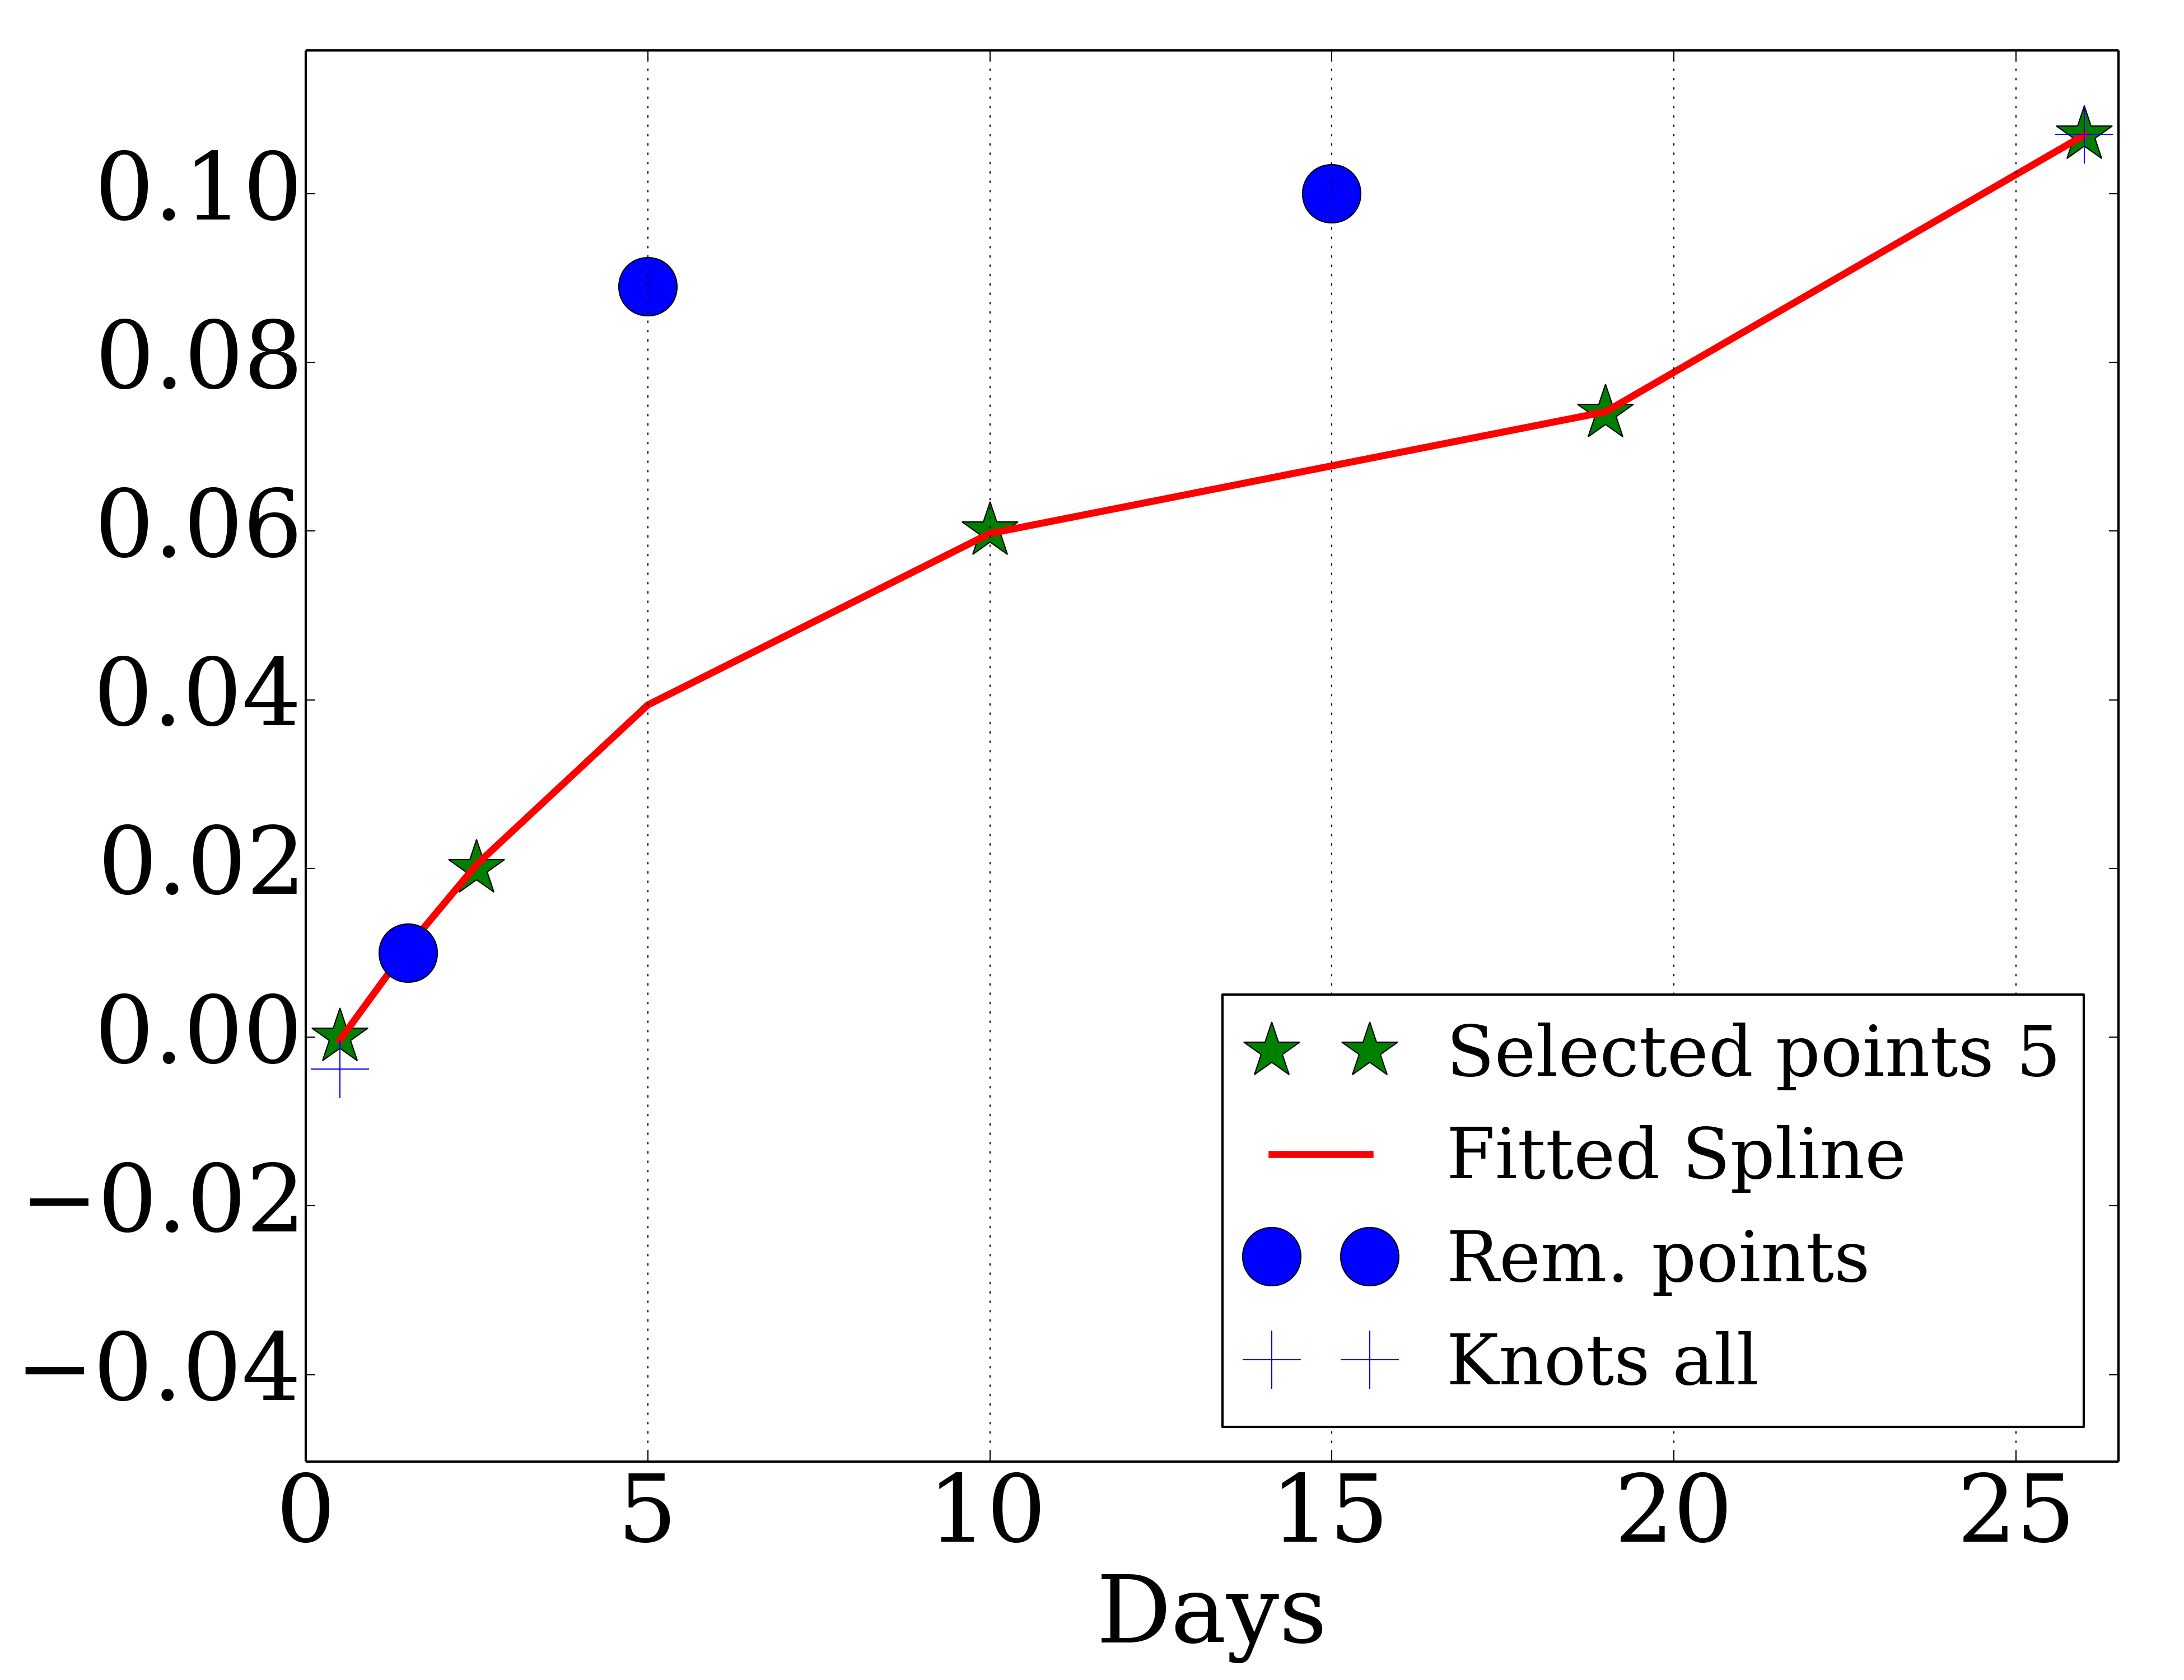 0.10
0.08
0.06
0.04
0.02
0.00
−0.02
−0.04
Selected points 5
Fitted Spline
Rem. points
Knots all
0 5 10 15 20 25
Days